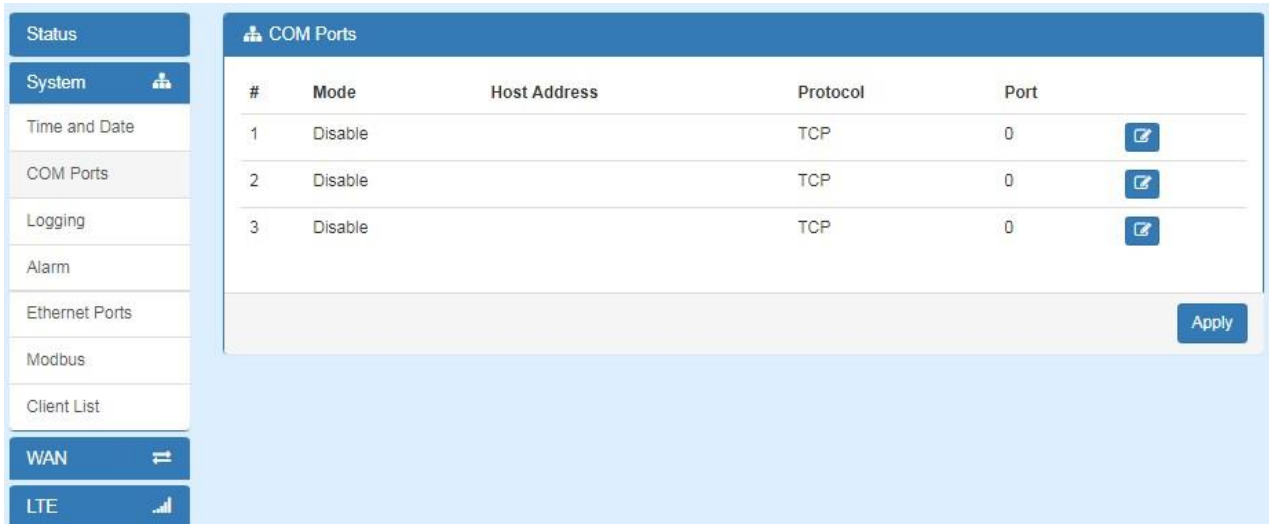 Status
System
Time and Date
COM Ports
Logging
Alarm
Ethernet Ports
Modbus
Client List
WAN
LTE
COM Ports
# Mode Host Address Protocol Port
1 Disable TCP 0
2 Disable TCP 0
3 Disable TCP 0
Apply